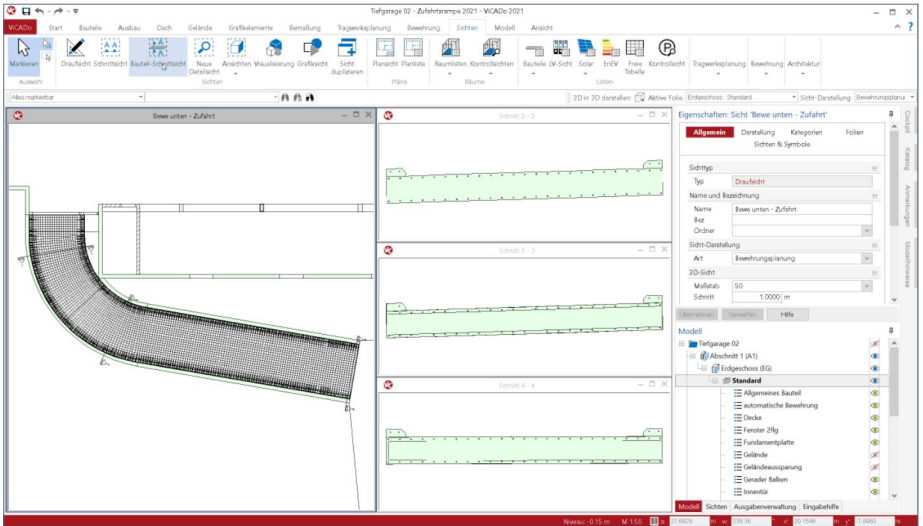 Tiefgarage 02 - Zufahrtsrampe 2021 - ViCADo 2021
ViCADo Start Bauteile Ausbau Dach Gelände Grafikelemente Bemaßung Tragwerksplanung Bewehrung Sichten Modell Ansicht
Markieren Draufsicht Schnittsicht Bauteil-Schnittsicht Neue Detailsicht Ansichten Visualisierung Grafiksicht Sicht duplizieren Plansicht Planliste Raumlisten Kontrollsichten Bauteile LV-Sicht Solar EnEV Freie Tabelle Kontrollsicht Tragwerksplanung Bewehrung Architektur
Auswahl Sichten Pläne Räume Listen
Alles markierbar 2D in 3D darstellen: Aktive Folie: Erdgeschoss : Standard Sicht-Darstellung: Bewehrungsplanu
Bewe unten - Zufahrt
Schnitt 2 - 2
Schnitt 3 - 3
Schnitt 4 - 4
Eigenschaften: Sicht 'Bewe unten - Zufahrt'
Allgemein Darstellung Kategorien Folien
Sichten & Symbole
Sichttyp
Typ Draufsicht
Name und Bezeichnung
Name Bewe unten - Zufahrt
Bez
Ordner
Sicht-Darstellung
Art Bewehrungsplanung
2D-Sicht
Maßstab 50
Schnitt 1.0000 m
Übernehmen Verwerfen Hilfe
Modell
Tiefgarage 02
Abschnitt 1 (A1)
Erdgeschoss (EG)
Standard
Allgemeines Bauteil
automatische Bewehrung
Decke
Fenster 2flg
Fundamentplatte
Gelände
Geländeaussparung
Gerader Balken
Innentür
Modell Sichten Ausgabenverwaltung Eingabehilfe
Cockpit
Katalog
Anmerkungen
Modellhinweise
Niveau: -0.15 m M 1:50